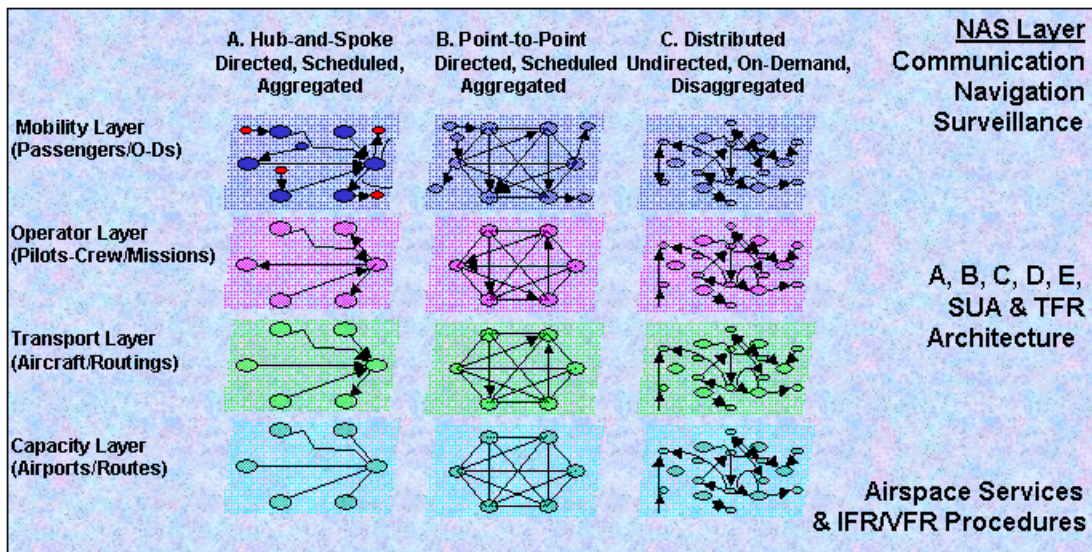 A. Hub-and-Spoke
Directed, Scheduled,
Aggregated
B. Point-to-Point
Directed, Scheduled
Aggregated
C. Distributed
Undirected, On-Demand,
Disaggregated
NAS Layer
Communication
Navigation
Surveillance
Mobility Layer
(Passengers/O-Ds)
Operator Layer
(Pilots-Crew/Missions)
A, B, C, D, E,
SUA & TFR
Architecture
Transport Layer
(Aircraft/Routings)
Capacity Layer
(Airports/Routes)
Airspace Services
& IFR/VFR Procedures